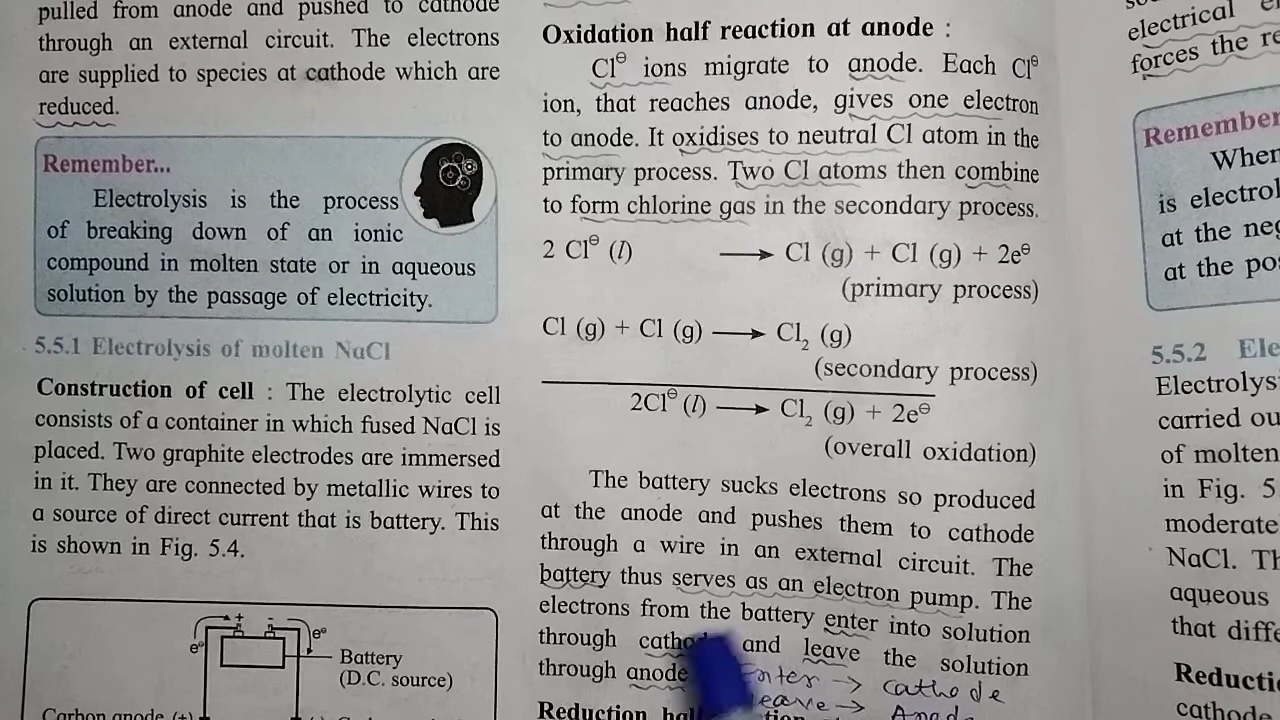 pulled from anode and pushed to cathode
through an external circuit. The electrons
are supplied to species at cathode which are
reduced.
Remember...
Electrolysis is the process
of breaking down of an ionic
compound in molten state or in aqueous
solution by the passage of electricity.
5.5.1 Electrolysis of molten NaCl
Construction of cell : The electrolytic cell
consists of a container in which fused NaCl is
placed. Two graphite electrodes are immersed
in it. They are connected by metallic wires to
a source of direct current that is battery. This
is shown in Fig. 5.4.
+ -
e⊖ e⊖
Battery
(D.C. source)
Carbon anode (+)
Oxidation half reaction at anode :
Cl⊖ ions migrate to anode. Each Cl⊖
ion, that reaches anode, gives one electron
to anode. It oxidises to neutral Cl atom in the
primary process. Two Cl atoms then combine
to form chlorine gas in the secondary process.
2 Cl⊖ (l) ⟶ Cl (g) + Cl (g) + 2e⊖
(primary process)
Cl (g) + Cl (g) ⟶ Cl₂ (g)
(secondary process)
2Cl⊖ (l) ⟶ Cl₂ (g) + 2e⊖
(overall oxidation)
The battery sucks electrons so produced
at the anode and pushes them to cathode
through a wire in an external circuit. The
battery thus serves as an electron pump. The
electrons from the battery enter into solution
through and leave the solution
through anode
enter → cathode
leave →
Reduction
electrical
forces the
Remember
When
is
at the
at the
5.5.2
carried
of molten
in Fig. 5
moderate
NaCl.
aqueous
that
cathode